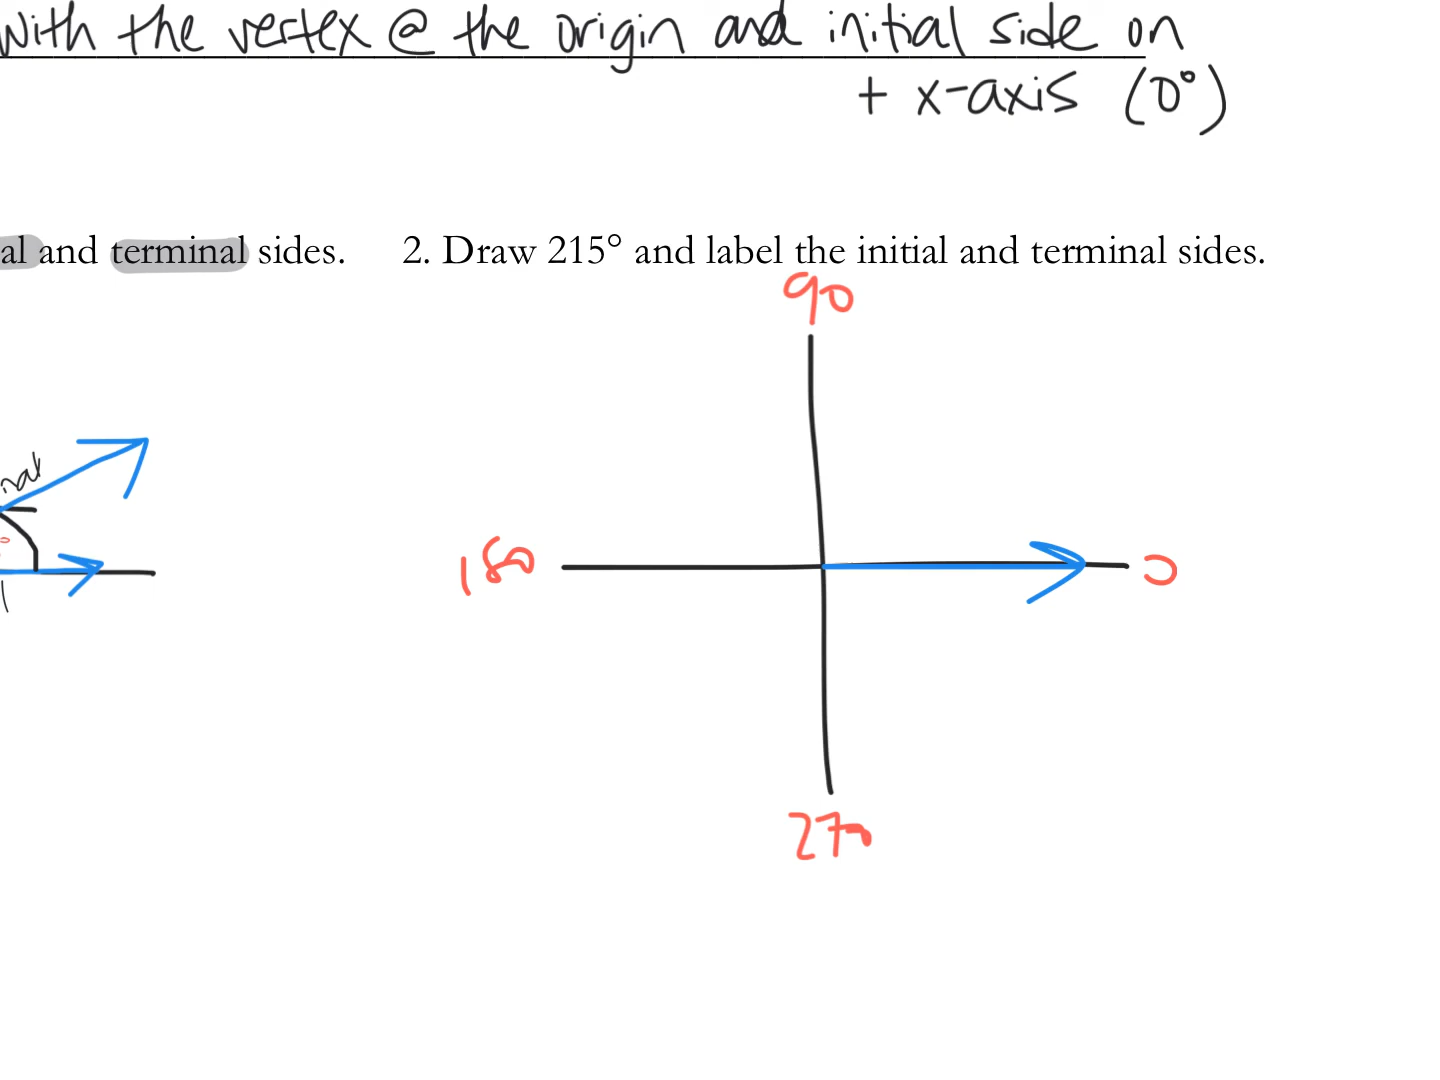 with the vertex @ the origin and initial side on
+ x-axis (0°)
al and terminal sides.
2. Draw 215° and label the initial and terminal sides.
90
nal
180
0
270